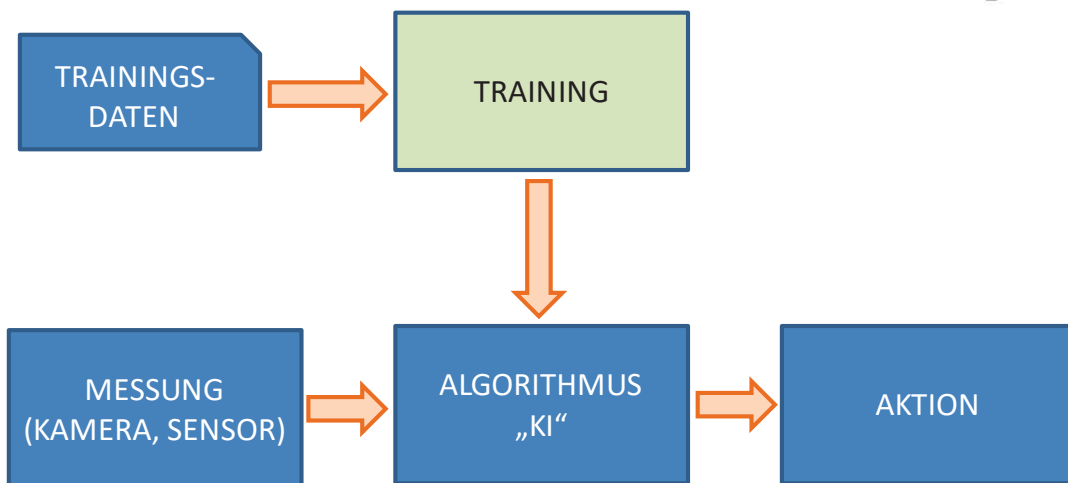 TRAININGS-
DATEN
TRAINING
MESSUNG
(KAMERA, SENSOR)
ALGORITHMUS
„KI“
AKTION